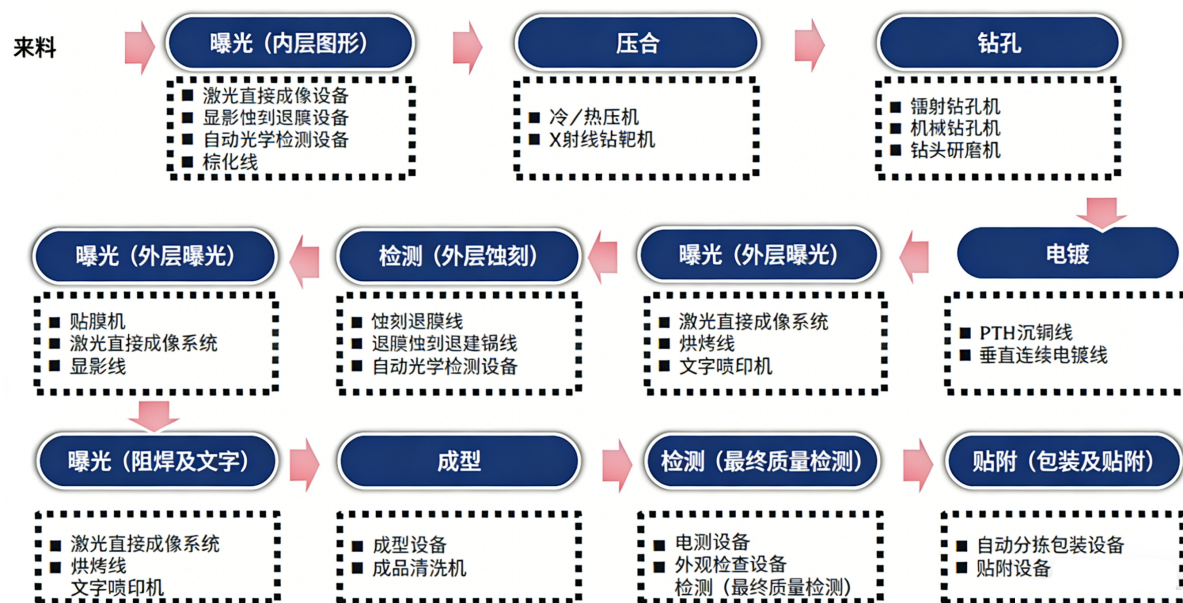 来料
曝光（内层图形）
激光直接成像设备
显影蚀到退膜设备
自动光学检测设备
棕化线
压合
冷/热压机
X射线钻靶机
钻孔
镭射钻孔机
机械钻孔机
钻头研磨机
电镀
PTH沉铜线
垂直连续电镀线
曝光（外层曝光）
激光直接成像系统
烘烤线
文字喷印机
检测（外层蚀刻）
蚀刻退膜线
退膜蚀到退建锡线
自动光学检测设备
曝光（外层曝光）
贴膜机
激光直接成像系统
显影线
曝光（阻焊及文字）
激光直接成像系统
烘烤线
文字喷印机
成型
成型设备
成品清洗机
检测（最终质量检测）
电测设备
外观检查设备
检测（最终质量检测）
贴附（包装及贴附）
自动分拣包装设备
贴附设备